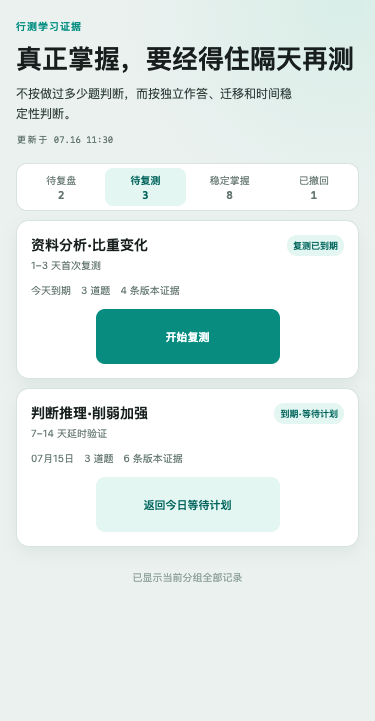 行测学习证据
真正掌握，要经得住隔天再测
不按做过多少题判断，而按独立作答、迁移和时间稳
定性判断。
更新于 07.16 11:30
待复盘 待复测 稳定掌握 已撤回
2 3 8 1
资料分析·比重变化 复测已到期
1–3 天首次复测
今天到期 3 道题 4 条版本证据
开始复测
判断推理·削弱加强 到期·等待计划
7–14 天延时验证
07月15日 3 道题 6 条版本证据
返回今日等待计划
已显示当前分组全部记录